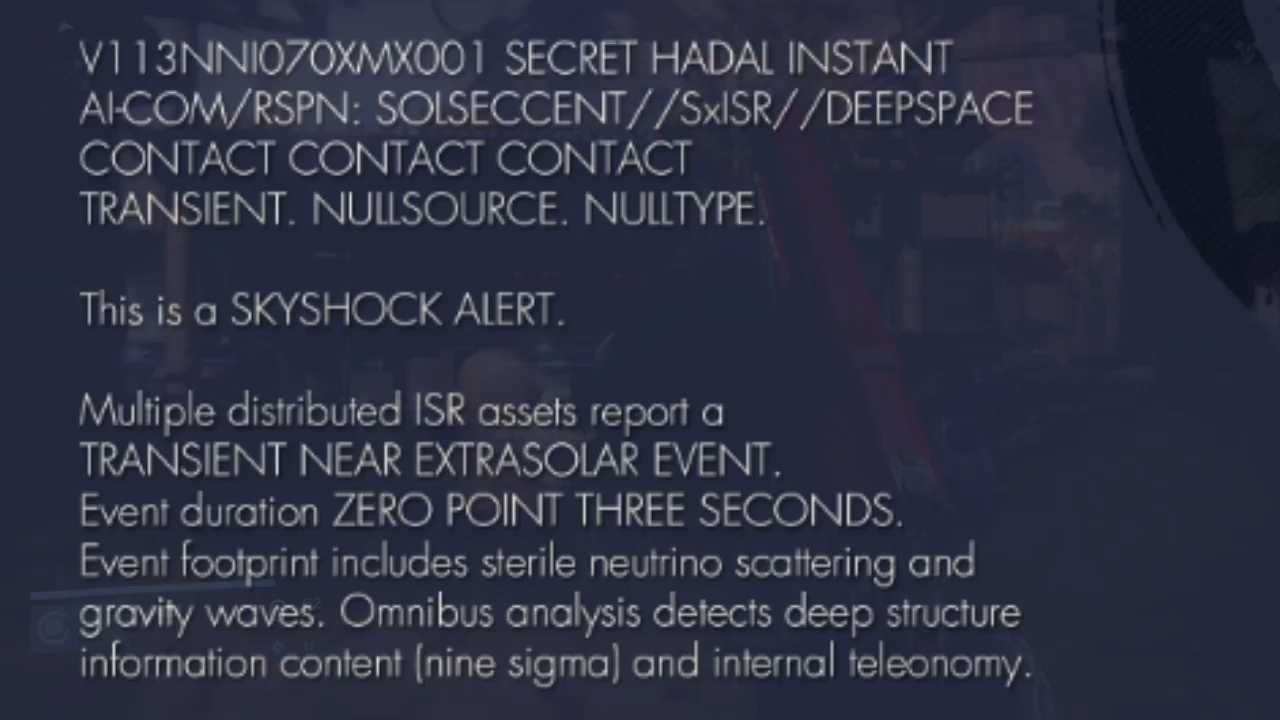 V113NNI070XMX001 SECRET HADAL INSTANT
AI-COM/RSPN: SOLSECCENT//SxISR//DEEPSPACE
CONTACT CONTACT CONTACT
TRANSIENT. NULLSOURCE. NULLTYPE.
This is a SKYSHOCK ALERT.
Multiple distributed ISR assets report a
TRANSIENT NEAR EXTRASOLAR EVENT.
Event duration ZERO POINT THREE SECONDS.
Event footprint includes sterile neutrino scattering and
gravity waves. Omnibus analysis detects deep structure
information content (nine sigma) and internal teleonomy.